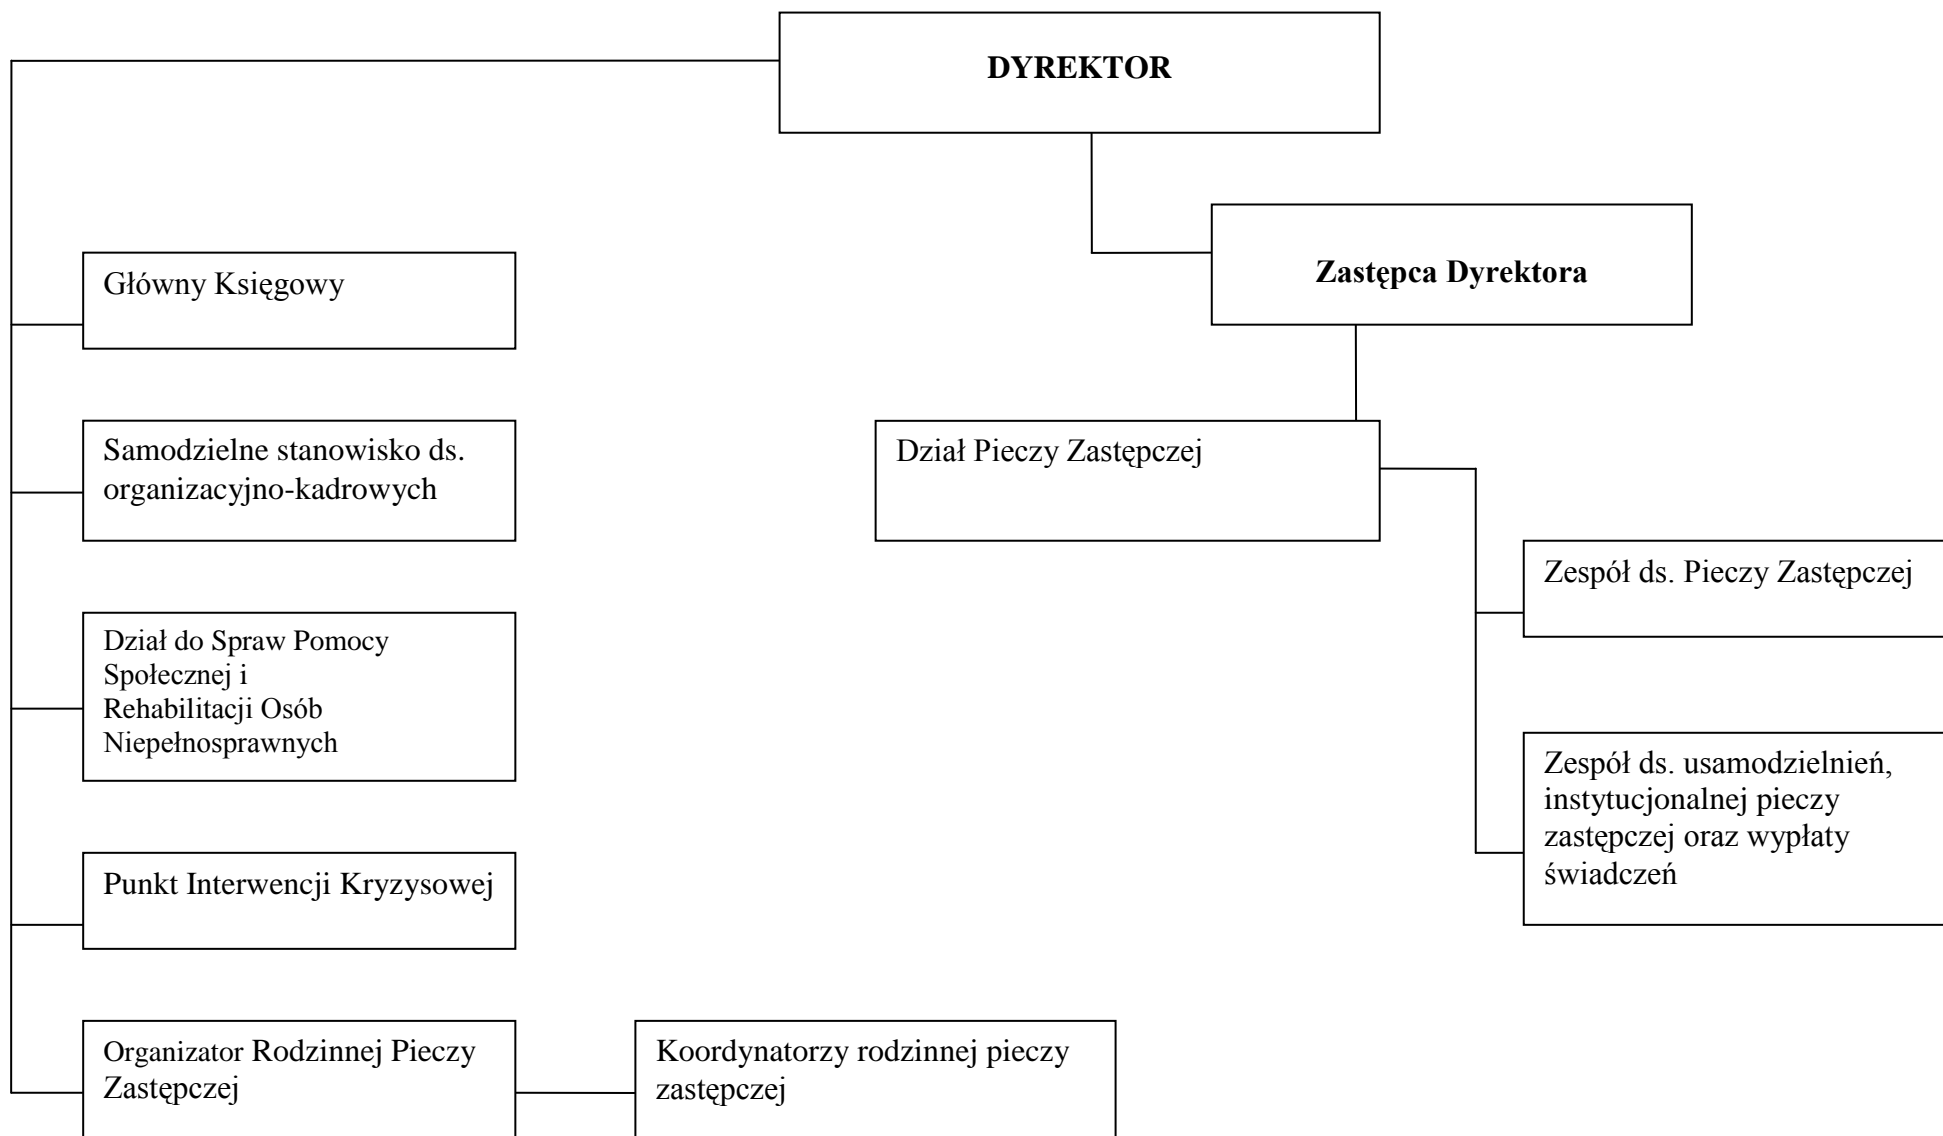 DYREKTOR
Zastępca Dyrektora
Główny Księgowy
Samodzielne stanowisko ds.
organizacyjno-kadrowych
Dział Pieczy Zastępczej
Zespół ds. Pieczy Zastępczej
Dział do Spraw Pomocy
Społecznej i
Rehabilitacji Osób
Niepełnosprawnych
Zespół ds. usamodzielnień,
instytucjonalnej pieczy
zastępczej oraz wypłaty
świadczeń
Punkt Interwencji Kryzysowej
Organizator Rodzinnej Pieczy
Zastępczej
Koordynatorzy rodzinnej pieczy
zastępczej